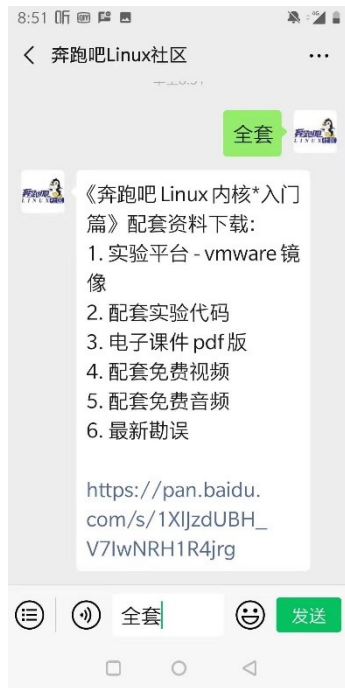 8:51
奔跑吧Linux社区
全套
《奔跑吧 Linux 内核*入门
篇》配套资料下载:
1. 实验平台 - vmware 镜
像
2. 配套实验代码
3. 电子课件 pdf 版
4. 配套免费视频
5. 配套免费音频
6. 最新勘误
https://pan.baidu.
com/s/1XlJzdUBH_
V7IwNRH1R4jrg
全套
发送